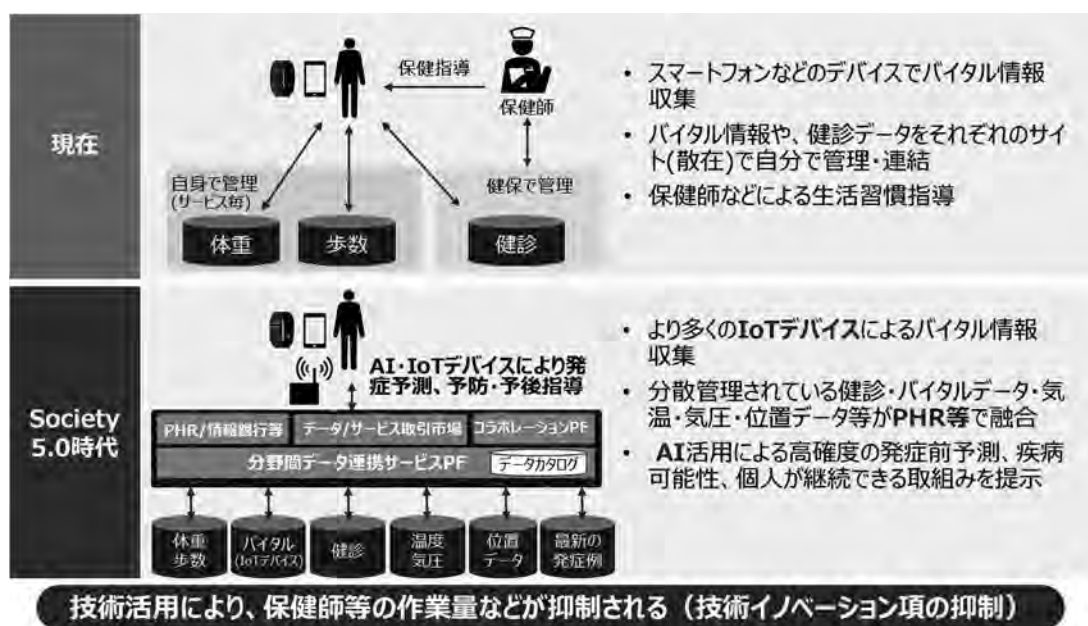 現在
保健指導
保健師
自身で管理
(サービス毎)
健保で管理
体重
歩数
健診
• スマートフォンなどのデバイスでバイタル情報
収集
• バイタル情報や、健診データをそれぞれのサイ
ト(散在)で自分で管理・連結
• 保健師などによる生活習慣指導
Society
5.0時代
AI・IoTデバイスにより発
症予測、予防・予後指導
PHR/情報銀行等
データ/サービス取引市場
コラボレーションPF
分野間データ連携サービスPF
データカタログ
体重
歩数
バイタル
(IoTデバイス)
健診
温度
気圧
位置
データ
最新の
発症例
• より多くのIoTデバイスによるバイタル情報
収集
• 分散管理されている健診・バイタルデータ・気
温・気圧・位置データ等がPHR等で融合
• AI活用による高確度の発症前予測、疾病
可能性、個人が継続できる取組みを提示
技術活用により、保健師等の作業量などが抑制される（技術イノベーション項の抑制）